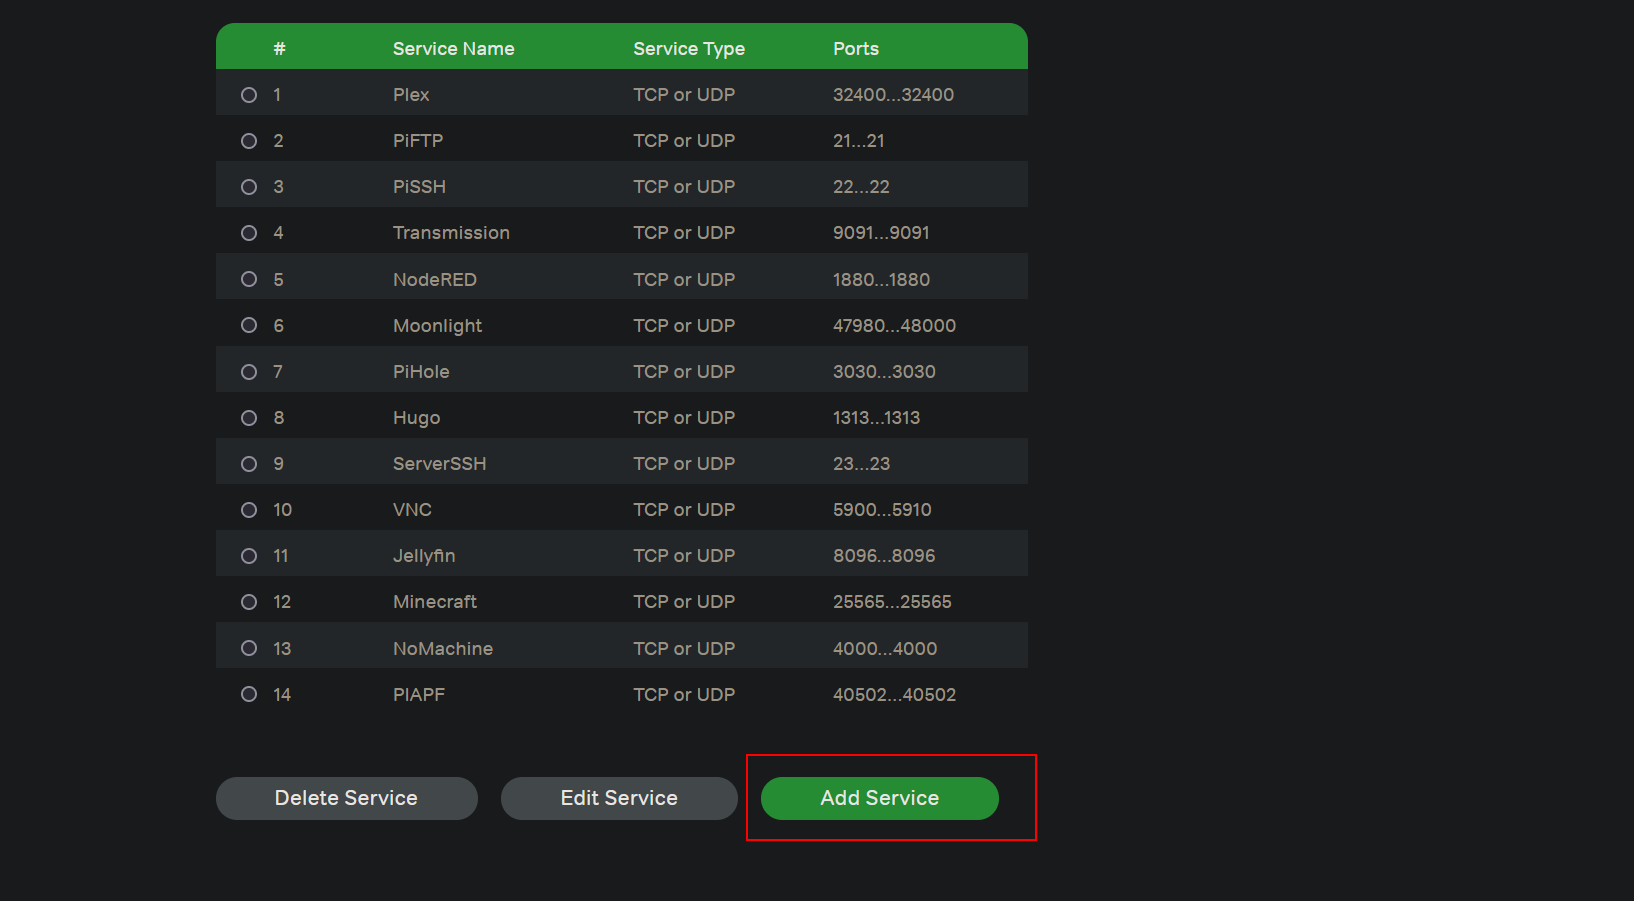 # Service Name Service Type Ports
1 Plex TCP or UDP 32400...32400
2 PiFTP TCP or UDP 21...21
3 PiSSH TCP or UDP 22...22
4 Transmission TCP or UDP 9091...9091
5 NodeRED TCP or UDP 1880...1880
6 Moonlight TCP or UDP 47980...48000
7 PiHole TCP or UDP 3030...3030
8 Hugo TCP or UDP 1313...1313
9 ServerSSH TCP or UDP 23...23
10 VNC TCP or UDP 5900...5910
11 Jellyfin TCP or UDP 8096...8096
12 Minecraft TCP or UDP 25565...25565
13 NoMachine TCP or UDP 4000...4000
14 PIAPF TCP or UDP 40502...40502
Delete Service Edit Service Add Service